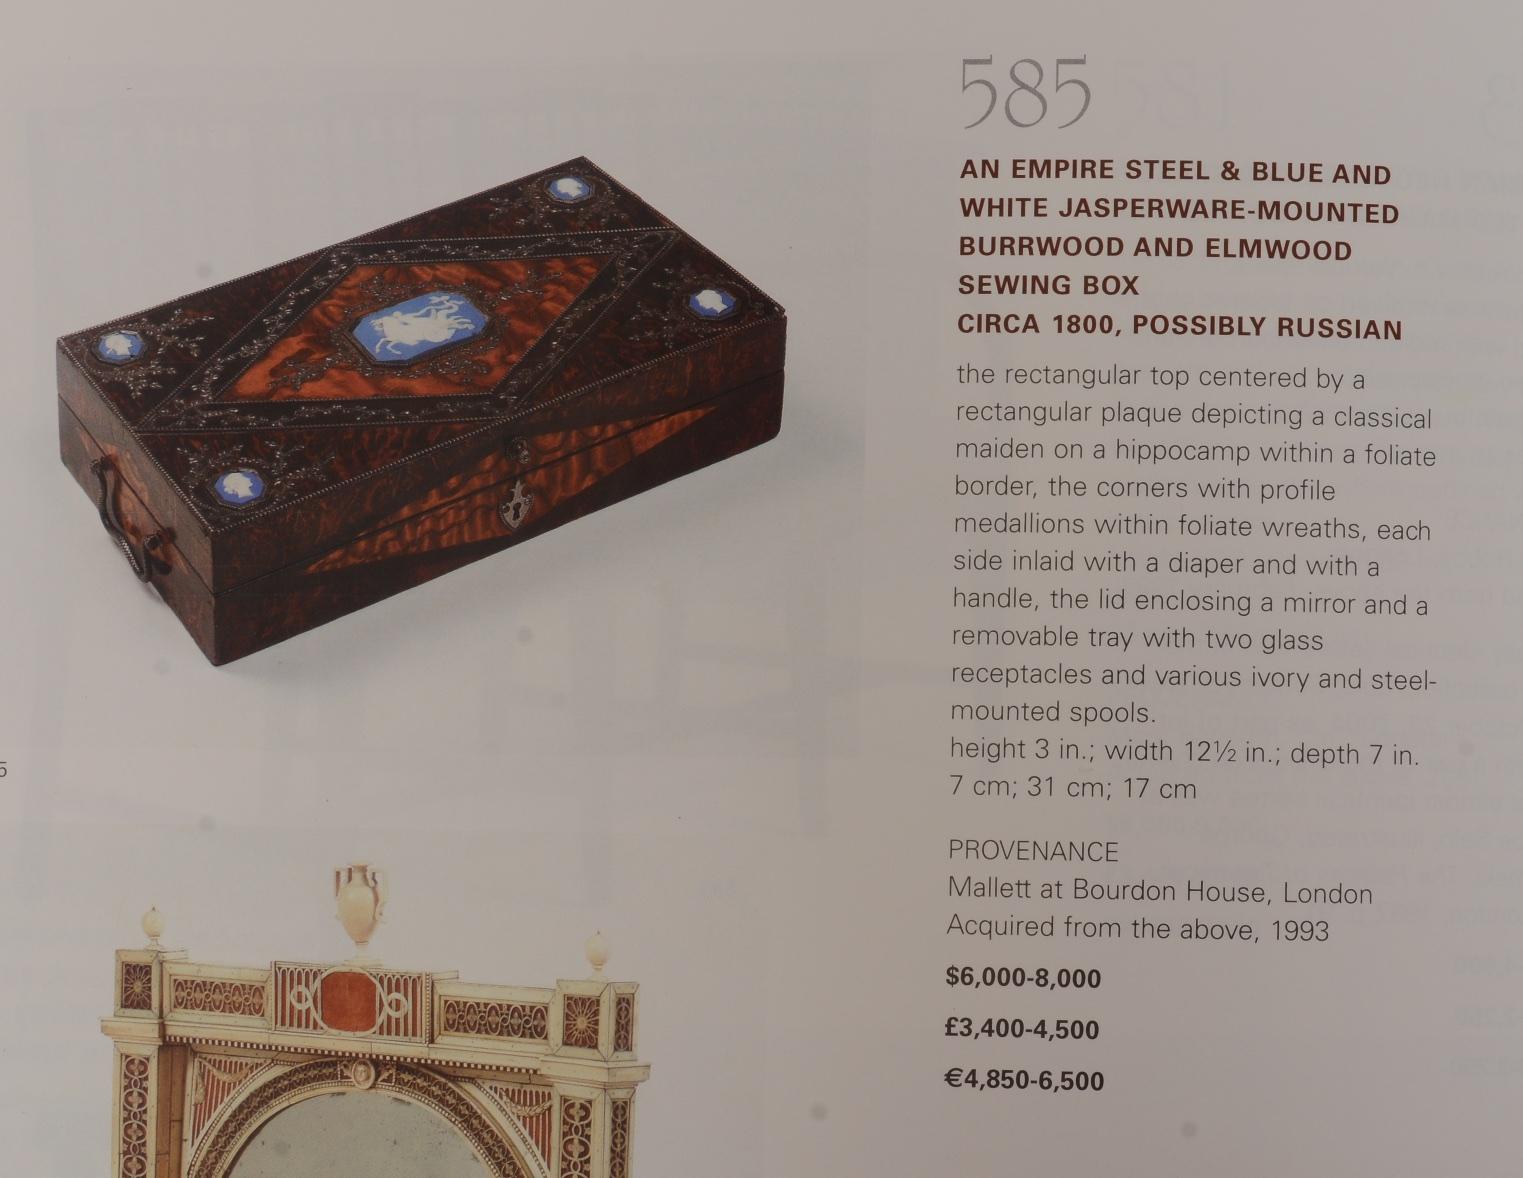 585
AN EMPIRE STEEL & BLUE AND
WHITE JASPERWARE-MOUNTED
BURRWOOD AND ELMWOOD
SEWING BOX
CIRCA 1800, POSSIBLY RUSSIAN
the rectangular top centered by a
rectangular plaque depicting a classical
maiden on a hippocamp within a foliate
border, the corners with profile
medallions within foliate wreaths, each
side inlaid with a diaper and with a
handle, the lid enclosing a mirror and a
removable tray with two glass
receptacles and various ivory and steel-
mounted spools.
height 3 in.; width 12½ in.; depth 7 in.
7 cm; 31 cm; 17 cm
PROVENANCE
Mallett at Bourdon House, London
Acquired from the above, 1993
$6,000-8,000
£3,400-4,500
€4,850-6,500